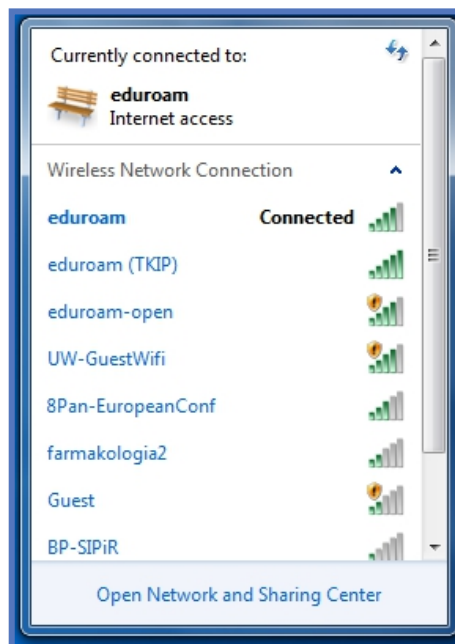 Currently connected to:
eduroam
Internet access
Wireless Network Connection
eduroam Connected
eduroam (TKIP)
eduroam-open
UW-GuestWifi
8Pan-EuropeanConf
farmakologia2
Guest
BP-SIPiR
Open Network and Sharing Center